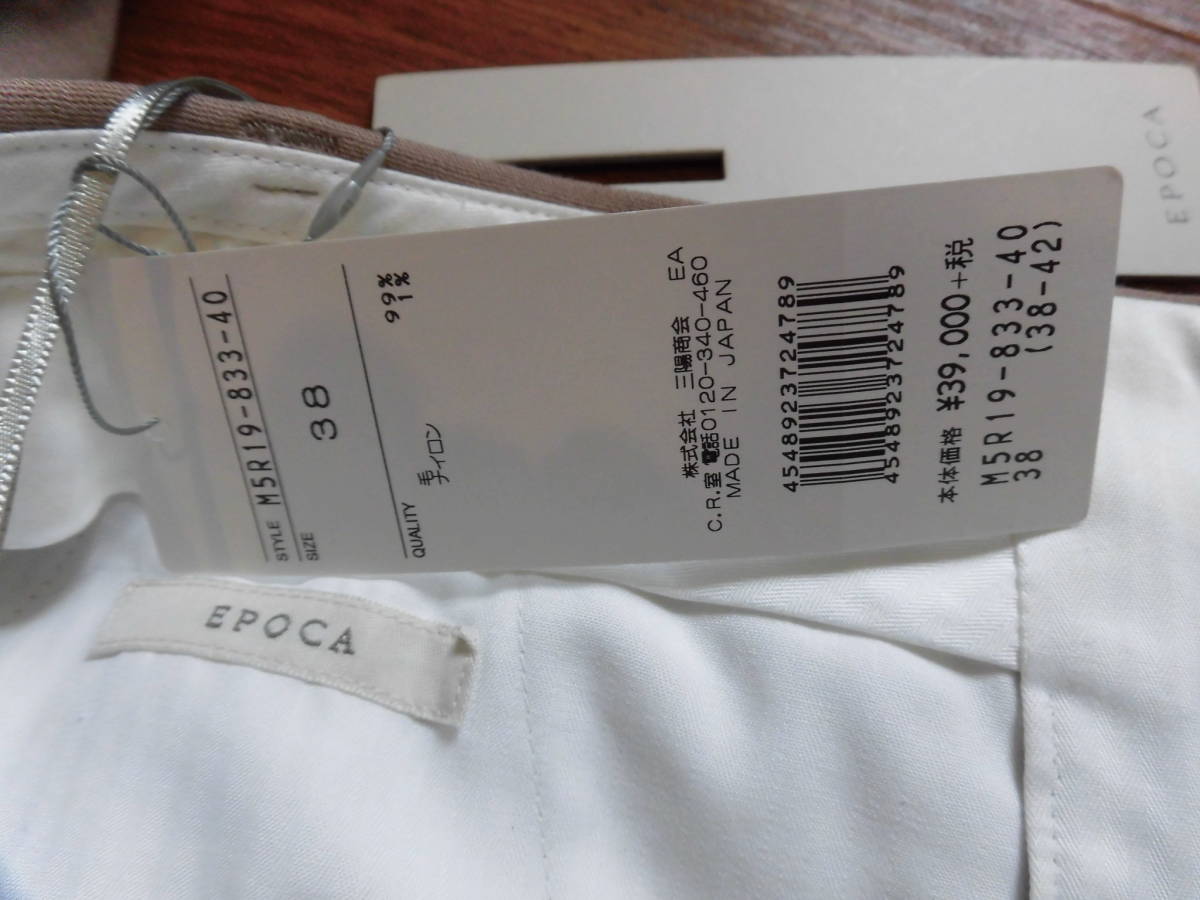 EPOCA
STYLE M5R19-833-40
SIZE 38
QUALITY
毛 99%
ナイロン 1%
株式会社 三陽商会 EA
C.R.室 電話0120-340-460
MADE IN JAPAN
4548923724789
4548923724789
本体価格 ¥39,000+税
M5R19-833-40
38 (38-42)
EPOCA